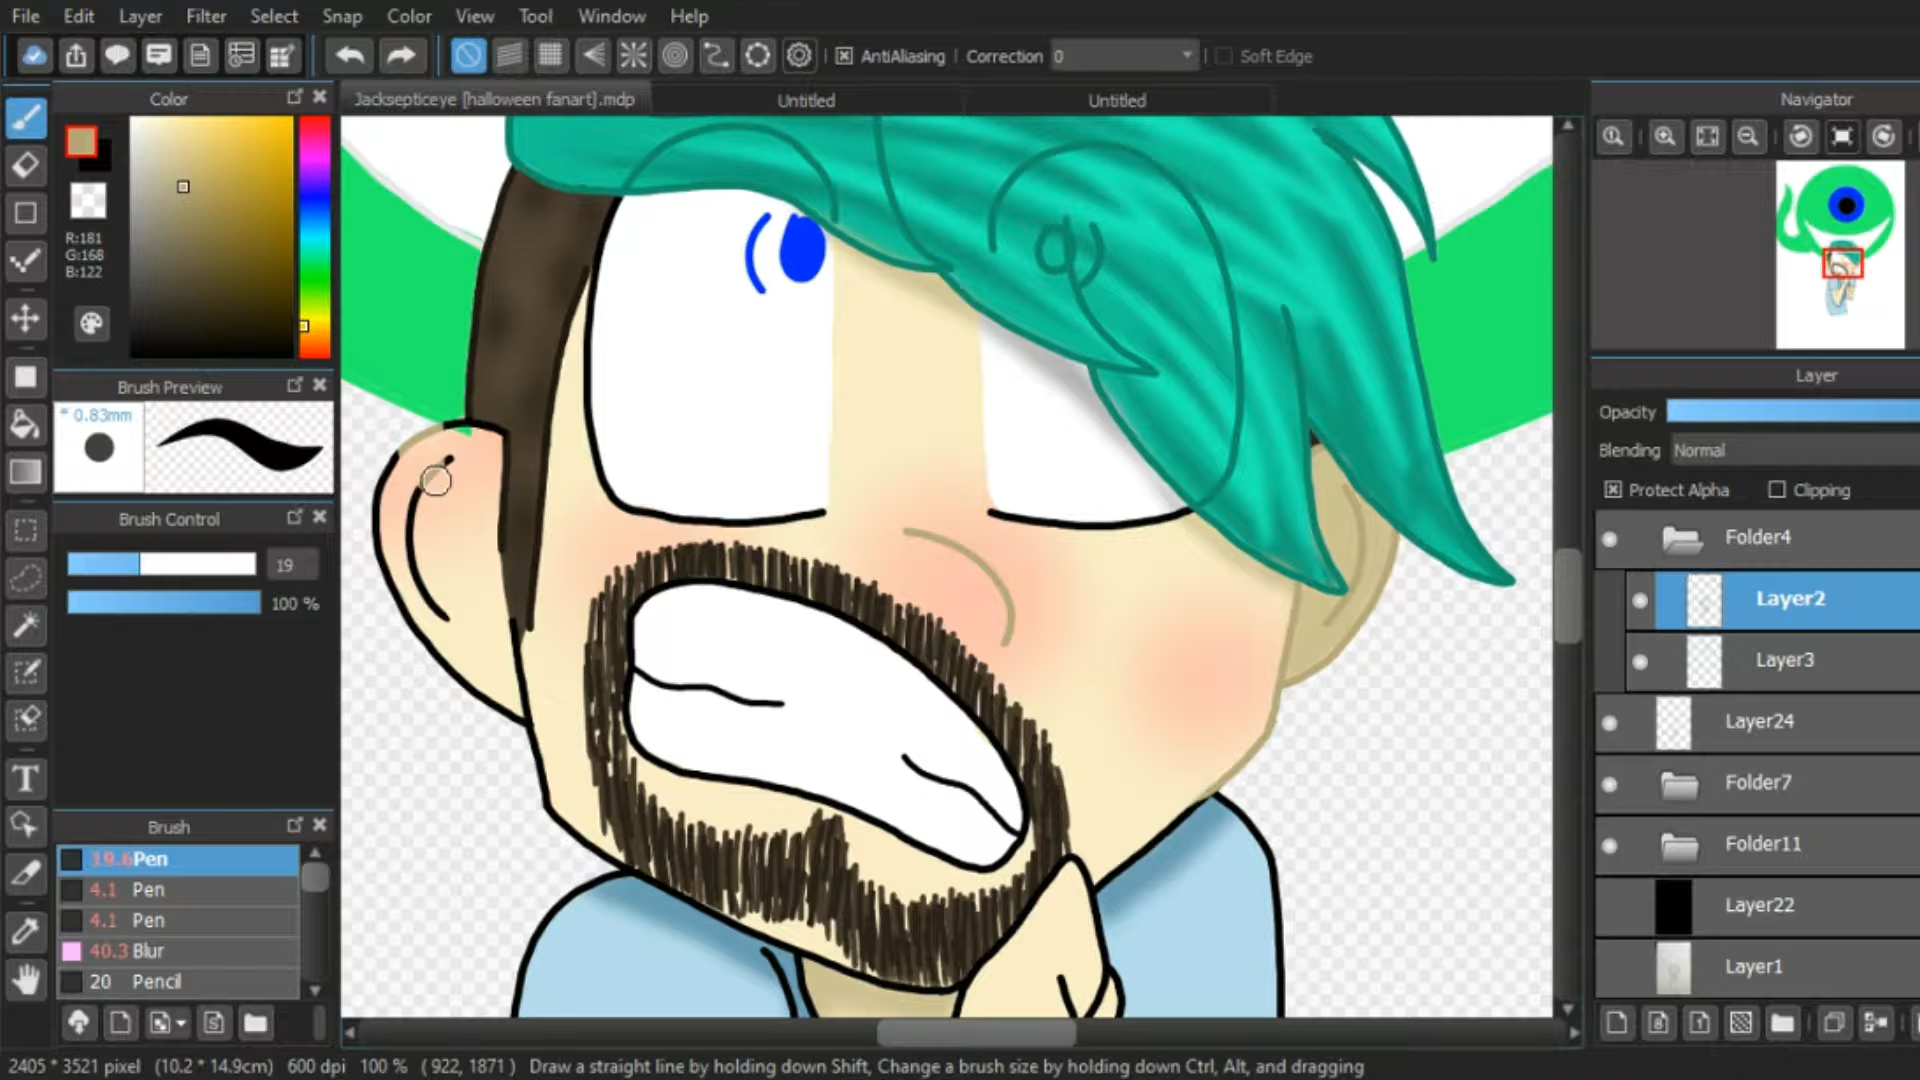 File Edit Layer Filter Select Snap Color View Tool Window Help
AntiAliasing Correction 0 Soft Edge
Color
Jacksepticeye [halloween fanart].mdp Untitled Untitled
Navigator
R:181
G:168
B:122
Brush Preview
* 0.83mm
Brush Control
19
100 %
Brush
19.6 Pen
4.1 Pen
4.1 Pen
40.3 Blur
20 Pencil
Layer
Opacity
Blending Normal
Protect Alpha Clipping
Folder4
Layer2
Layer3
Layer24
Folder7
Folder11
Layer22
Layer1
2405 * 3521 pixel (10.2 * 14.9cm) 600 dpi 100 % ( 922, 1871 ) Draw a straight line by holding down Shift, Change a brush size by holding down Ctrl, Alt, and dragging